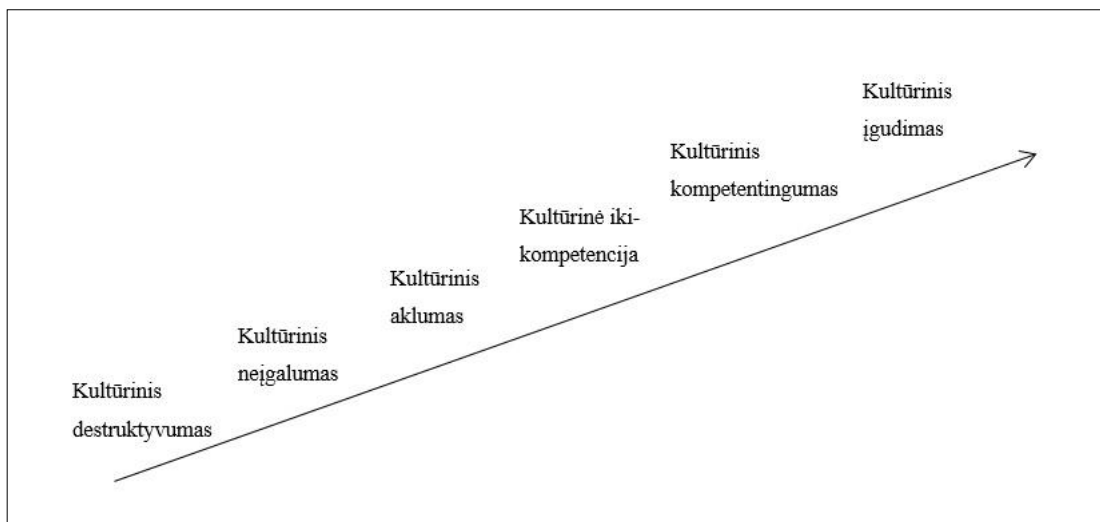 Kultūrinis
destruktyvumas
Kultūrinis
neįgalumas
Kultūrinis
aklumas
Kultūrinė iki-
kompetencija
Kultūrinis
kompetentingumas
Kultūrinis
įgudimas